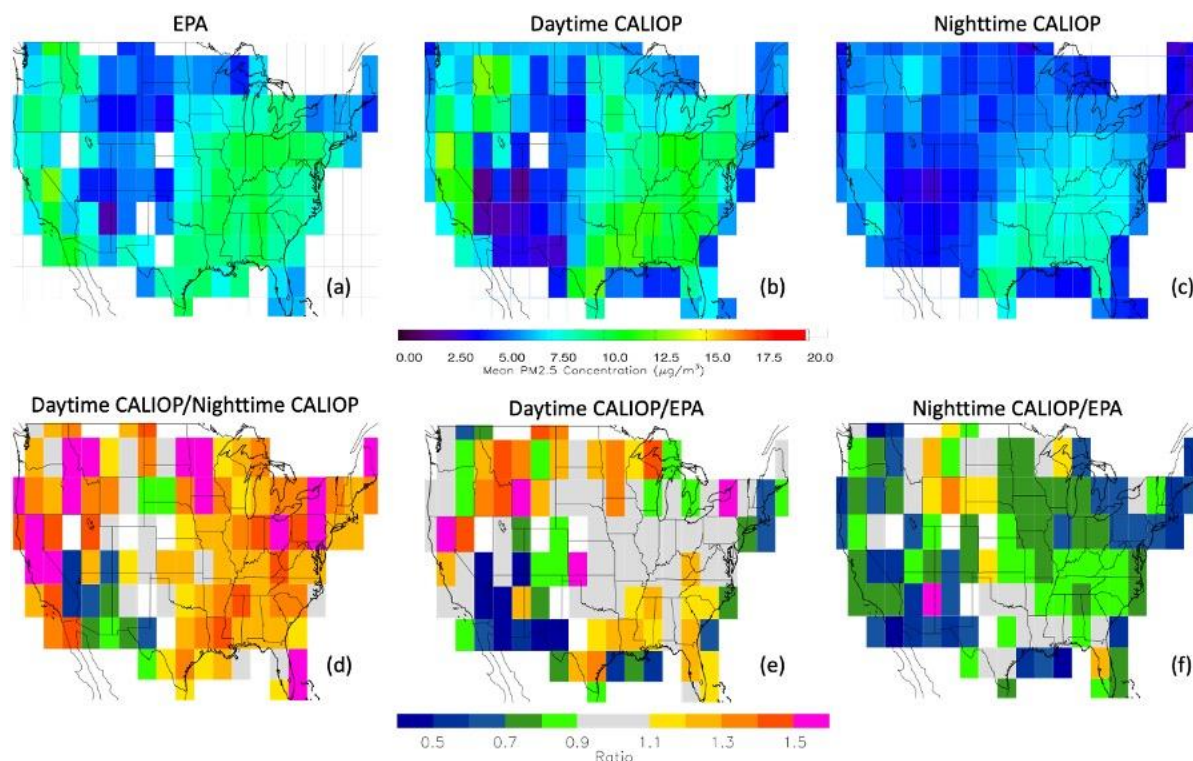 EPA
Daytime CALIOP
Nighttime CALIOP
(a)
(b)
(c)
0.00 2.50 5.00 7.50 10.0 12.5 15.0 17.5 20.0
Mean PM2.5 Concentration (μg/m³)
Daytime CALIOP/Nighttime CALIOP
Daytime CALIOP/EPA
Nighttime CALIOP/EPA
(d)
(e)
(f)
0.5 0.7 0.9 1.1 1.3 1.5
Ratio